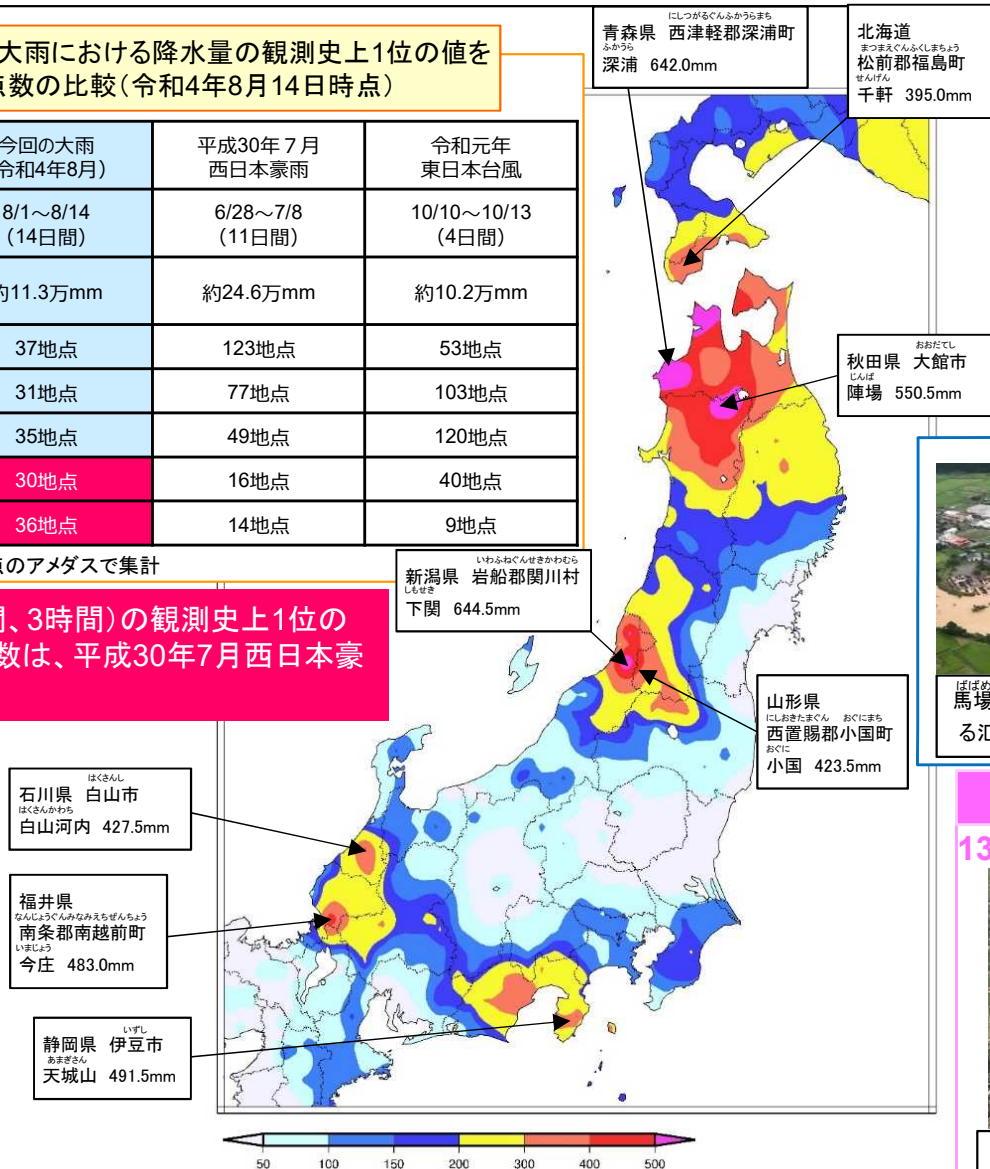 大雨における降水量の観測史上1位の値を
点数の比較(令和4年8月14日時点)
今回の大雨
令和4年8月)
平成30年７月
西日本豪雨
令和元年
東日本台風
8/1～8/14
(14日間)
6/28～7/8
(11日間)
10/10～10/13
(4日間)
約11.3万mm
約24.6万mm
約10.2万mm
37地点
123地点
53地点
31地点
77地点
103地点
35地点
49地点
120地点
30地点
16地点
40地点
36地点
14地点
9地点
点のアメダスで集計
間、3時間)の観測史上1位の
数は、平成30年7月西日本豪
にしつがるぐんふかうらまち
青森県 西津軽郡深浦町
ふかうら
深浦 642.0mm
北海道
まつまえぐんふくしまちょう
松前郡福島町
せんげん
千軒 395.0mm
おおだてし
秋田県 大館市
じんば
陣場 550.5mm
いわふねぐんせきかわむら
新潟県 岩船郡関川村
しもせき
下関 644.5mm
山形県
にしおきたまぐん おぐにまち
西置賜郡小国町
おぐに
小国 423.5mm
はくさんし
石川県 白山市
はくさんかわち
白山河内 427.5mm
福井県
なんじょうぐんみなみえちぜんちょう
南条郡南越前町
いまじょう
今庄 483.0mm
いずし
静岡県 伊豆市
あまぎさん
天城山 491.5mm
ばばめ
馬場
る氾
13
50 100 150 200 300 400 500